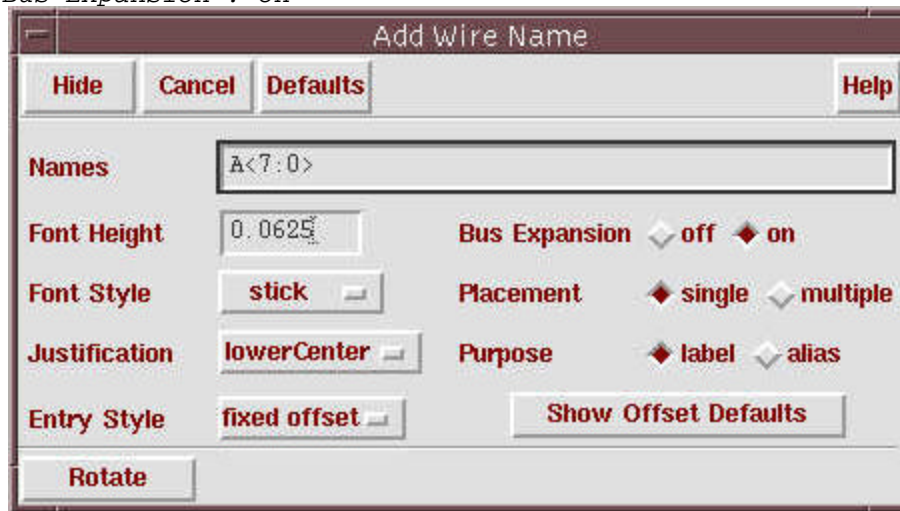 Bus Expansion : on
Add Wire Name
Hide Cancel Defaults Help
Names A<7:0>
Font Height 0.0625 Bus Expansion off on
Font Style stick Placement single multiple
Justification lowerCenter Purpose label alias
Entry Style fixed offset Show Offset Defaults
Rotate